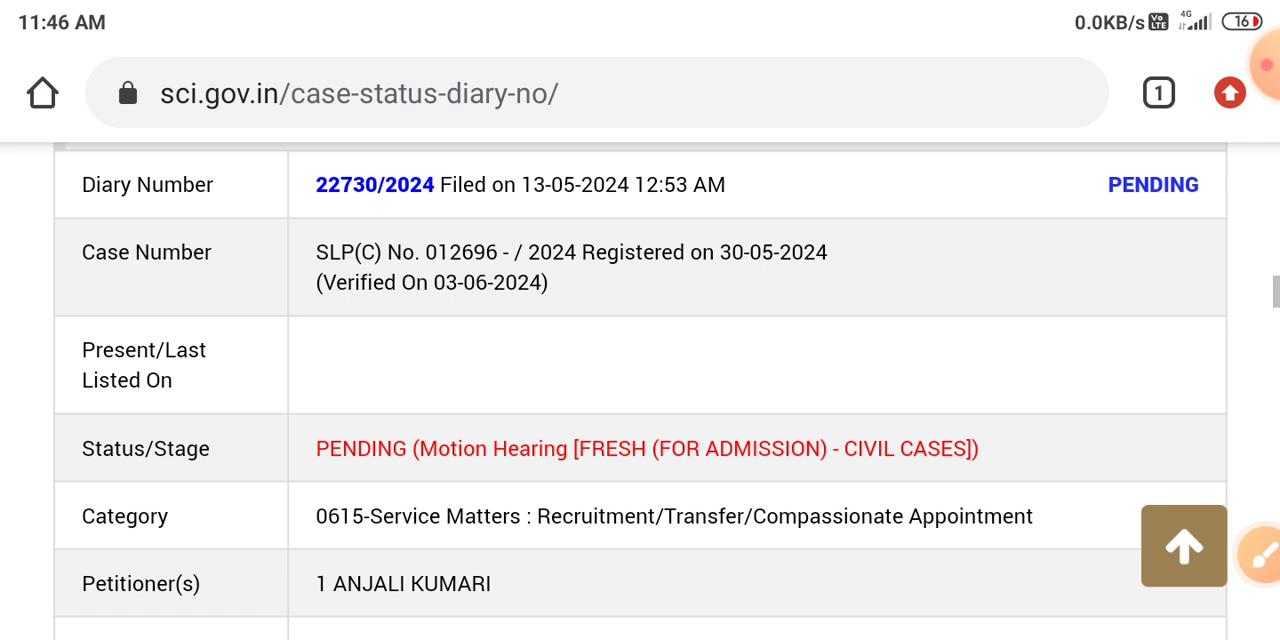 11:46 AM
0.0KB/s Vo LTE 4G 16
sci.gov.in/case-status-diary-no/
1
Diary Number
22730/2024 Filed on 13-05-2024 12:53 AM
PENDING
Case Number
SLP(C) No. 012696 - / 2024 Registered on 30-05-2024
(Verified On 03-06-2024)
Present/Last
Listed On
Status/Stage
PENDING (Motion Hearing [FRESH (FOR ADMISSION) - CIVIL CASES])
Category
0615-Service Matters : Recruitment/Transfer/Compassionate Appointment
Petitioner(s)
1 ANJALI KUMARI